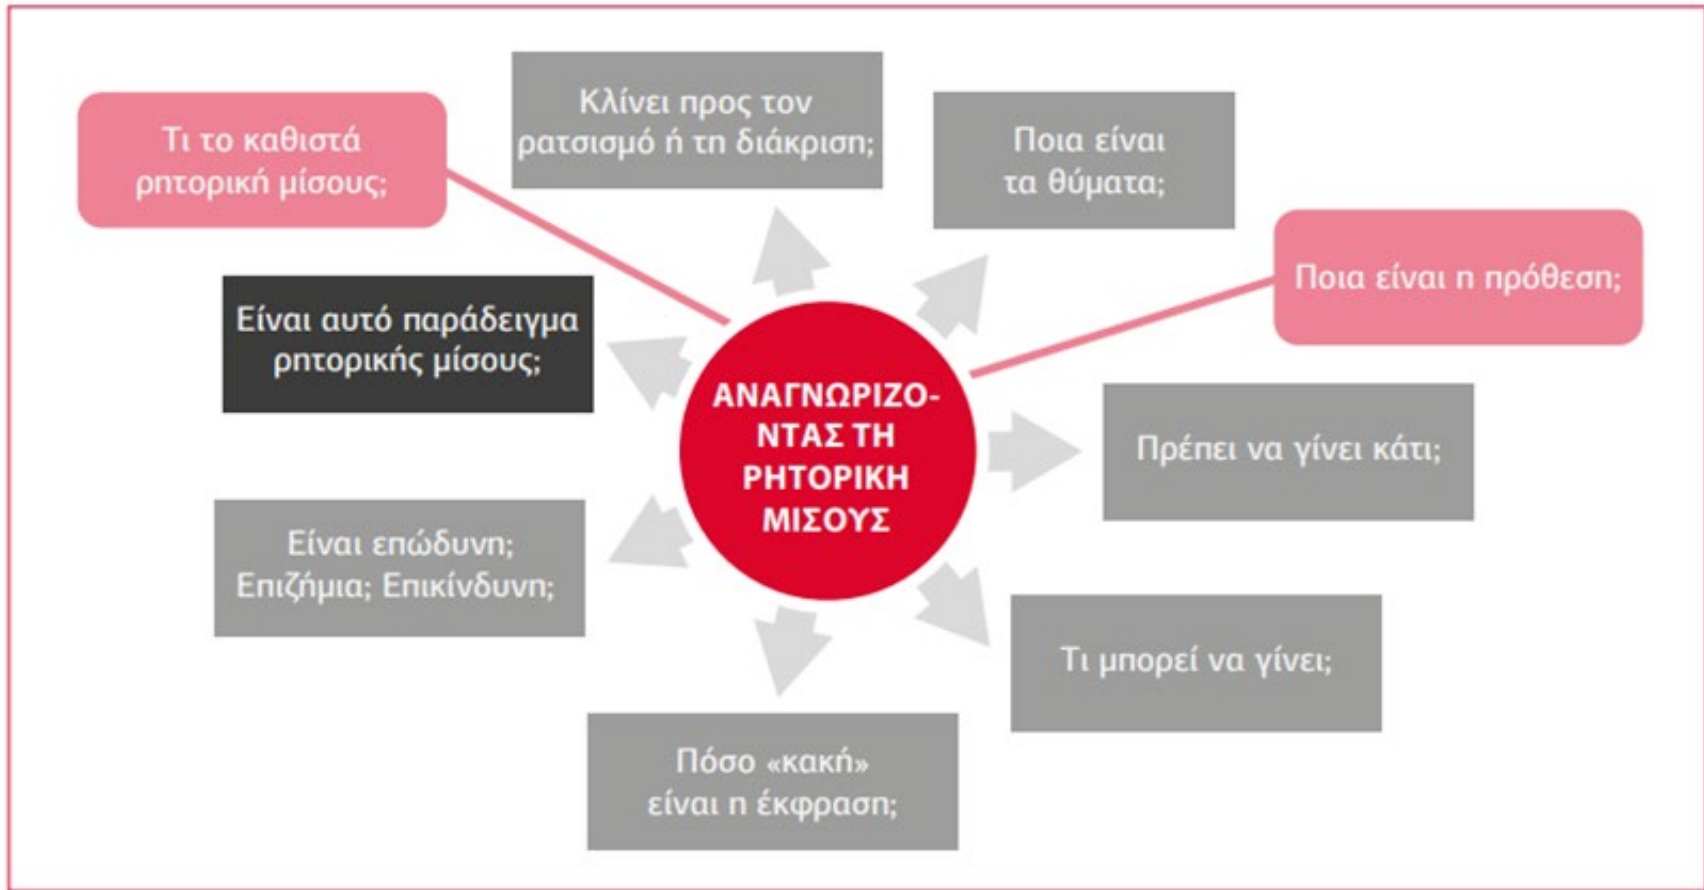 Κλίνει προς τον
ρατσισμό ή τη διάκριση;
Τι το καθιστά
ρητορική μίσους;
Ποια είναι
τα θύματα;
Ποια είναι η πρόθεση;
Είναι αυτό παράδειγμα
ρητορικής μίσους;
ΑΝΑΓΝΩΡΙΖΟ-
ΝΤΑΣ ΤΗ
ΡΗΤΟΡΙΚΗ
ΜΙΣΟΥΣ
Πρέπει να γίνει κάτι;
Είναι επώδυνη;
Επιζήμια; Επικίνδυνη;
Τι μπορεί να γίνει;
Πόσο «κακή»
είναι η έκφραση;